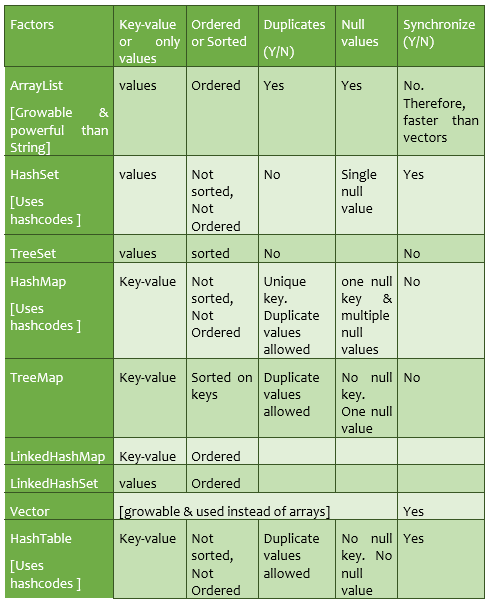 Factors
Key-value or only values
Ordered or Sorted
Duplicates (Y/N)
Null values
Synchronize (Y/N)
ArrayList
[Growable & powerful than String]
values
Ordered
Yes
Yes
No. Therefore, faster than vectors
HashSet
[Uses hashcodes ]
values
Not sorted, Not Ordered
No
Single null value
Yes
TreeSet
values
sorted
No
No
HashMap
[Uses hashcodes ]
Key-value
Not sorted, Not Ordered
Unique key. Duplicate values allowed
one null key & multiple null values
No
TreeMap
Key-value
Sorted on keys
Duplicate values allowed
No null key. One null value
No
LinkedHashMap
Key-value
Ordered
LinkedHashSet
values
Ordered
Vector
[growable & used instead of arrays]
Yes
HashTable
[Uses hashcodes ]
Key-value
Not sorted, Not Ordered
Duplicate values allowed
No null key. No null value
Yes